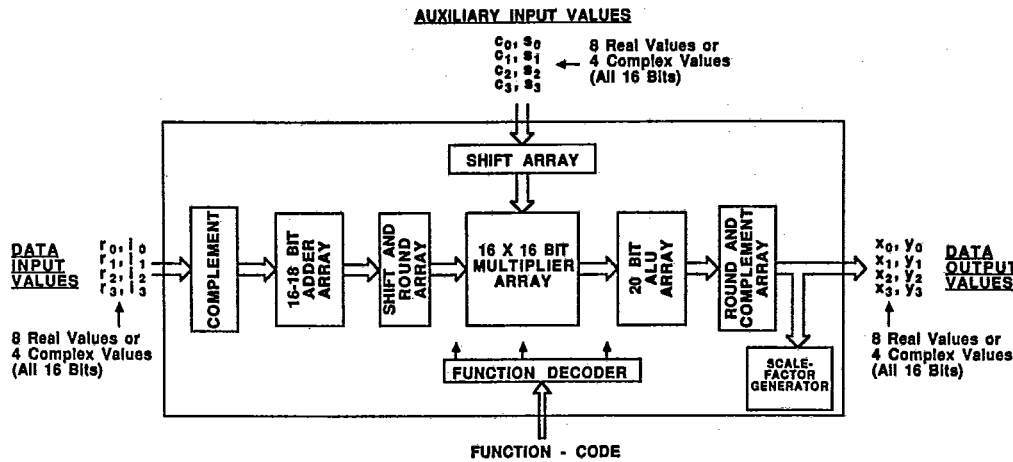 AUXILIARY INPUT VALUES
c0, s0
c1, s1
c2, s2
c3, s3
8 Real Values or
4 Complex Values
(All 16 Bits)
SHIFT ARRAY
DATA
INPUT
VALUES
r0, i0
r1, i1
r2, i2
r3, i3
8 Real Values or
4 Complex Values
(All 16 Bits)
COMPLEMENT
16-18 BIT
ADDER
ARRAY
SHIFT AND
ROUND
ARRAY
16 X 16 BIT
MULTIPLIER
ARRAY
20 BIT
ALU
ARRAY
ROUND AND
COMPLEMENT
ARRAY
x0, y0
x1, y1
x2, y2
x3, y3
DATA
OUTPUT
VALUES
8 Real Values or
4 Complex Values
(All 16 Bits)
FUNCTION DECODER
SCALE-
FACTOR
GENERATOR
FUNCTION - CODE